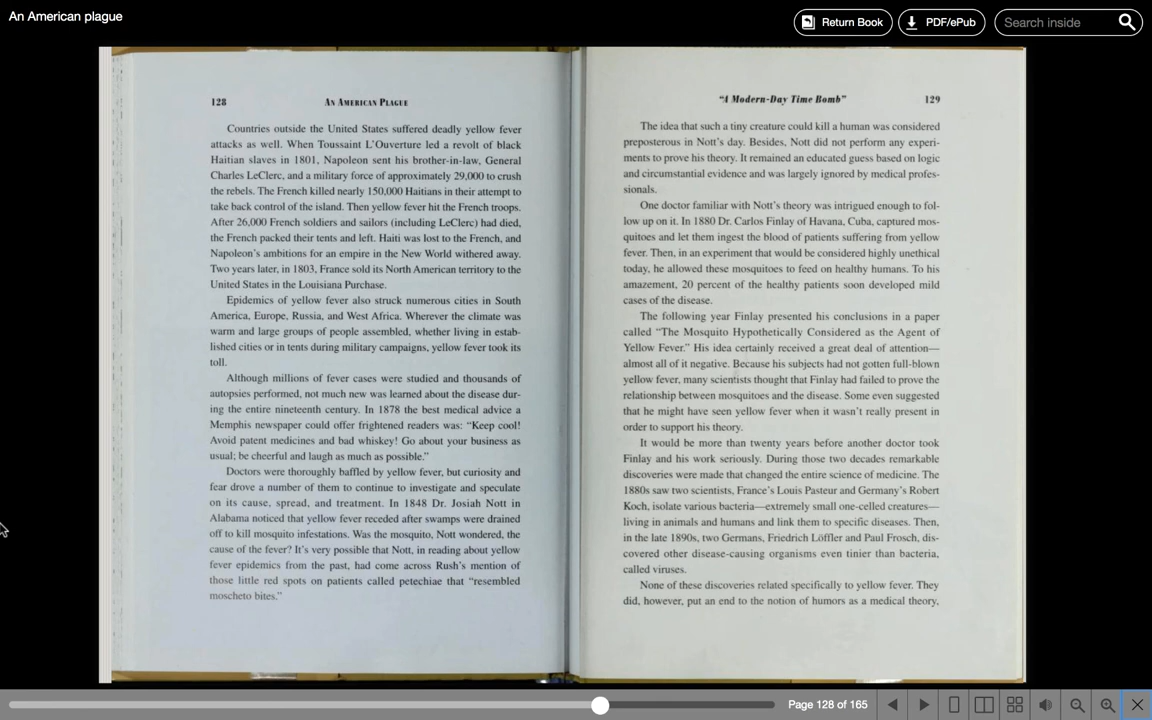 An American plague
Return Book
PDF/ePub
Search inside
128
AN AMERICAN PLAGUE
Countries outside the United States suffered deadly yellow fever
attacks as well. When Toussaint L'Ouverture led a revolt of black
Haitian slaves in 1801, Napoleon sent his brother-in-law, General
Charles LeClerc, and a military force of approximately 29,000 to crush
the rebels. The French killed nearly 150,000 Haitians in their attempt to
take back control of the island. Then yellow fever hit the French troops.
After 26,000 French soldiers and sailors (including LeClerc) had died,
the French packed their tents and left. Haiti was lost to the French, and
Napoleon's ambitions for an empire in the New World withered away.
Two years later, in 1803, France sold its North American territory to the
United States in the Louisiana Purchase.
Epidemics of yellow fever also struck numerous cities in South
America, Europe, Russia, and West Africa. Wherever the climate was
warm and large groups of people assembled, whether living in estab-
lished cities or in tents during military campaigns, yellow fever took its
toll.
Although millions of fever cases were studied and thousands of
autopsies performed, not much new was learned about the disease dur-
ing the entire nineteenth century. In 1878 the best medical advice a
Memphis newspaper could offer frightened readers was: "Keep cool!
Avoid patent medicines and bad whiskey! Go about your business as
usual; be cheerful and laugh as much as possible."
Doctors were thoroughly baffled by yellow fever, but curiosity and
fear drove a number of them to continue to investigate and speculate
on its cause, spread, and treatment. In 1848 Dr. Josiah Nott in
Alabama noticed that yellow fever receded after swamps were drained
off to kill mosquito infestations. Was the mosquito, Nott wondered, the
cause of the fever? It's very possible that Nott, in reading about yellow
fever epidemics from the past, had come across Rush's mention of
those little red spots on patients called petechiae that "resembled
moscheto bites."
"A Modern-Day Time Bomb"
129
The idea that such a tiny creature could kill a human was considered
preposterous in Nott's day. Besides, Nott did not perform any experi-
ments to prove his theory. It remained an educated guess based on logic
and circumstantial evidence and was largely ignored by medical profes-
sionals.
One doctor familiar with Nott's theory was intrigued enough to fol-
low up on it. In 1880 Dr. Carlos Finlay of Havana, Cuba, captured mos-
quitoes and let them ingest the blood of patients suffering from yellow
fever. Then, in an experiment that would be considered highly unethical
today, he allowed these mosquitoes to feed on healthy humans. To his
amazement, 20 percent of the healthy patients soon developed mild
cases of the disease.
The following year Finlay presented his conclusions in a paper
called "The Mosquito Hypothetically Considered as the Agent of
Yellow Fever." His idea certainly received a great deal of attention—
almost all of it negative. Because his subjects had not gotten full-blown
yellow fever, many scientists thought that Finlay had failed to prove the
relationship between mosquitoes and the disease. Some even suggested
that he might have seen yellow fever when it wasn't really present in
order to support his theory.
It would be more than twenty years before another doctor took
Finlay and his work seriously. During those two decades remarkable
discoveries were made that changed the entire science of medicine. The
1880s saw two scientists, France's Louis Pasteur and Germany's Robert
Koch, isolate various bacteria—extremely small one-celled creatures—
living in animals and humans and link them to specific diseases. Then,
in the late 1890s, two Germans, Friedrich Löffler and Paul Frosch, dis-
covered other disease-causing organisms even tinier than bacteria,
called viruses.
None of these discoveries related specifically to yellow fever. They
did, however, put an end to the notion of humors as a medical theory,
Page 128 of 165